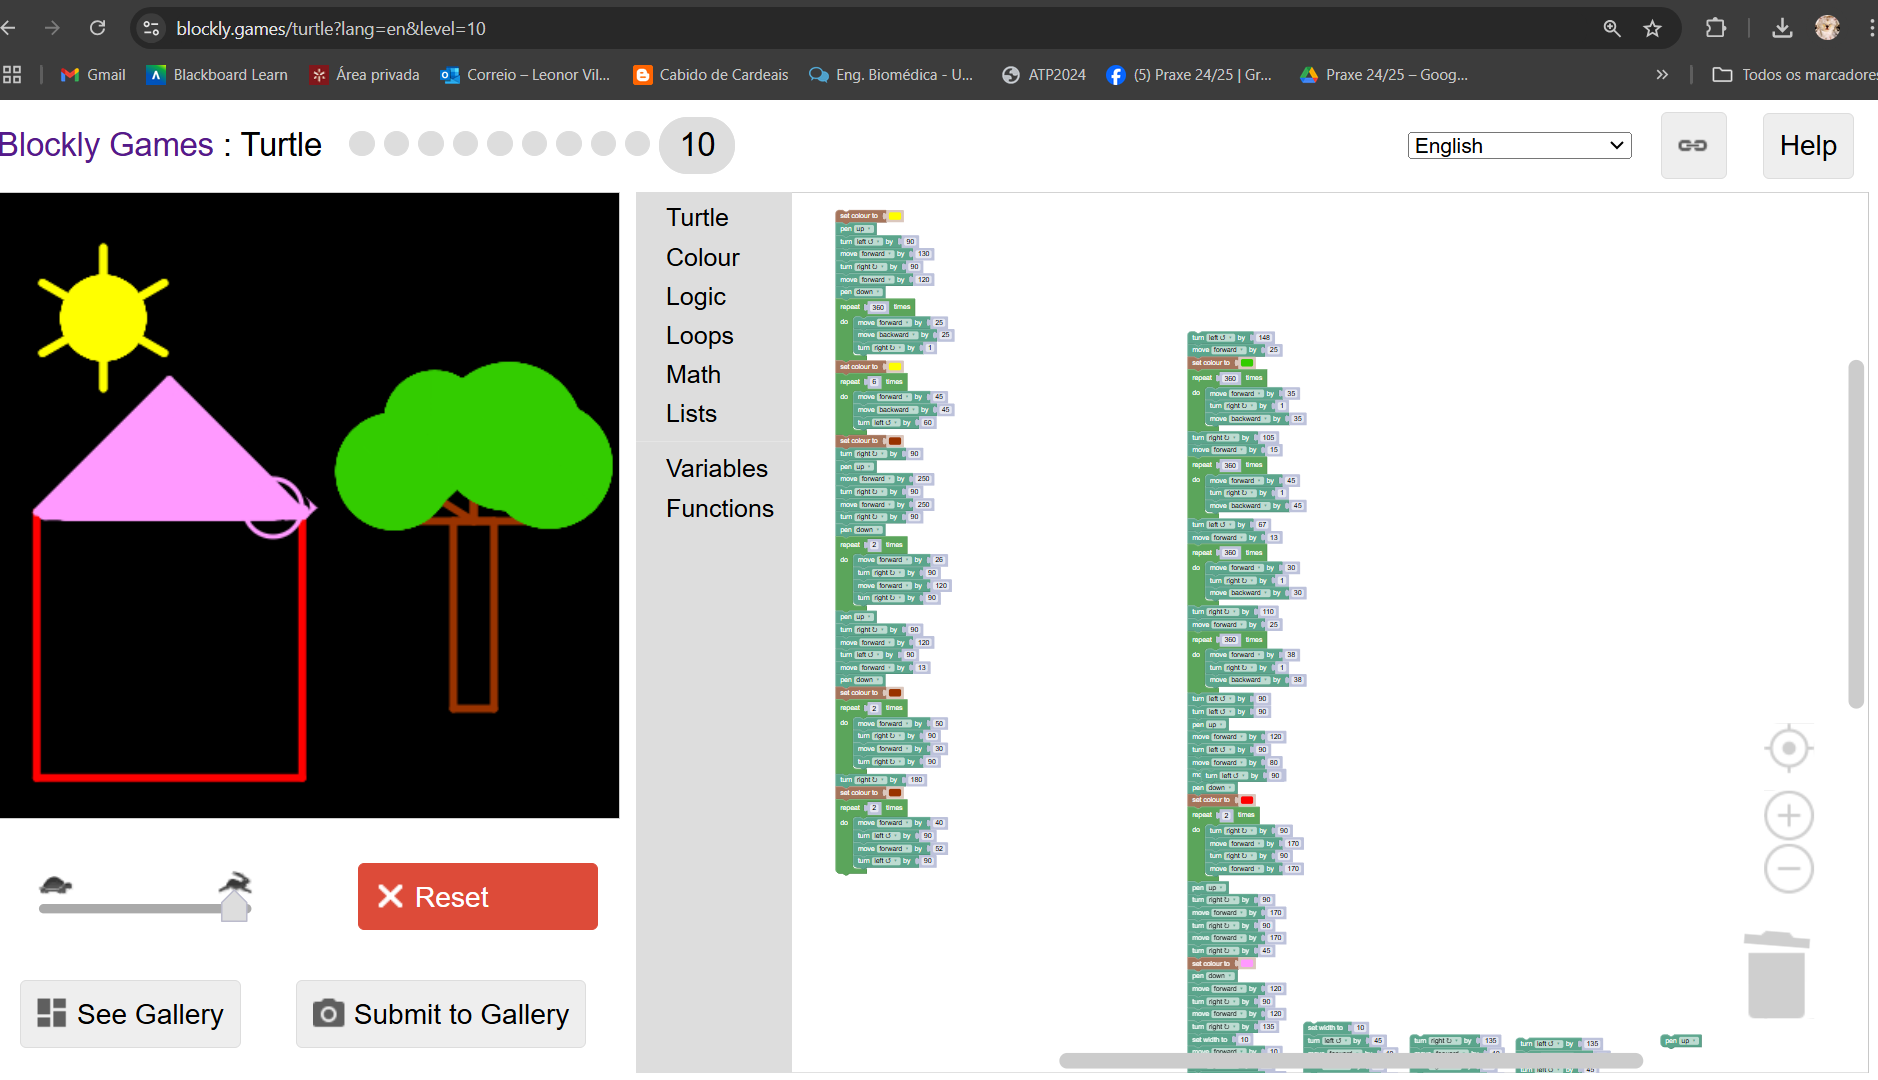 blockly.games/turtle?lang=en&level=10
Gmail
Blackboard Learn
Área privada
Correio – Leonor Vil...
Cabido de Cardeais
Eng. Biomédica - U...
ATP2024
(5) Praxe 24/25 | Gr...
Praxe 24/25 – Goog...
»
Todos os marcadores
Blockly Games : Turtle
10
English
Help
Turtle
Colour
Logic
Loops
Math
Lists
Variables
Functions
set colour to
pen up
turn left ↺ by 90
move forward by 130
turn right ↻ by 90
move forward by 120
pen down
repeat 360 times
do move forward by 25
move backward by 25
turn right ↻ by 1
set colour to
repeat 6 times
do move forward by 45
move backward by 45
turn left ↺ by 60
set colour to
turn right ↻ by 90
pen up
move forward by 250
turn right ↻ by 90
move forward by 250
turn right ↻ by 90
pen down
repeat 2 times
do move forward by 26
turn right ↻ by 90
move forward by 120
turn right ↻ by 90
pen up
turn right ↻ by 90
move forward by 120
turn left ↺ by 90
move forward by 13
pen down
set colour to
repeat 2 times
do move forward by 50
turn right ↻ by 90
move forward by 30
turn right ↻ by 90
turn right ↻ by 180
set colour to
repeat 2 times
do move forward by 40
turn left ↺ by 90
move forward by 52
turn left ↺ by 90
turn left ↺ by 148
move forward by 25
set colour to
repeat 360 times
do move forward by 35
turn right ↻ by 1
move backward by 35
turn right ↻ by 105
move forward by 15
repeat 360 times
do move forward by 45
turn right ↻ by 1
move backward by 45
turn left ↺ by 67
move forward by 13
repeat 360 times
do move forward by 30
turn right ↻ by 1
move backward by 30
turn right ↻ by 110
move forward by 25
repeat 360 times
do move forward by 38
turn right ↻ by 1
move backward by 38
turn left ↺ by 90
turn left ↺ by 90
pen up
move forward by 120
turn left ↺ by 90
move forward by 80
turn left ↺ by 90
pen down
set colour to
repeat 2 times
do turn right ↻ by 90
move forward by 170
turn right ↻ by 90
move forward by 170
pen up
turn right ↻ by 90
move forward by 170
turn right ↻ by 90
move forward by 170
turn right ↻ by 45
set colour to
pen down
move forward by 120
turn right ↻ by 90
move forward by 120
turn right ↻ by 135
set width to 10
move forward by 10
set width to 10
turn left ↺ by 45
turn right ↻ by 135
turn left ↺ by 135
pen up
Reset
See Gallery
Submit to Gallery